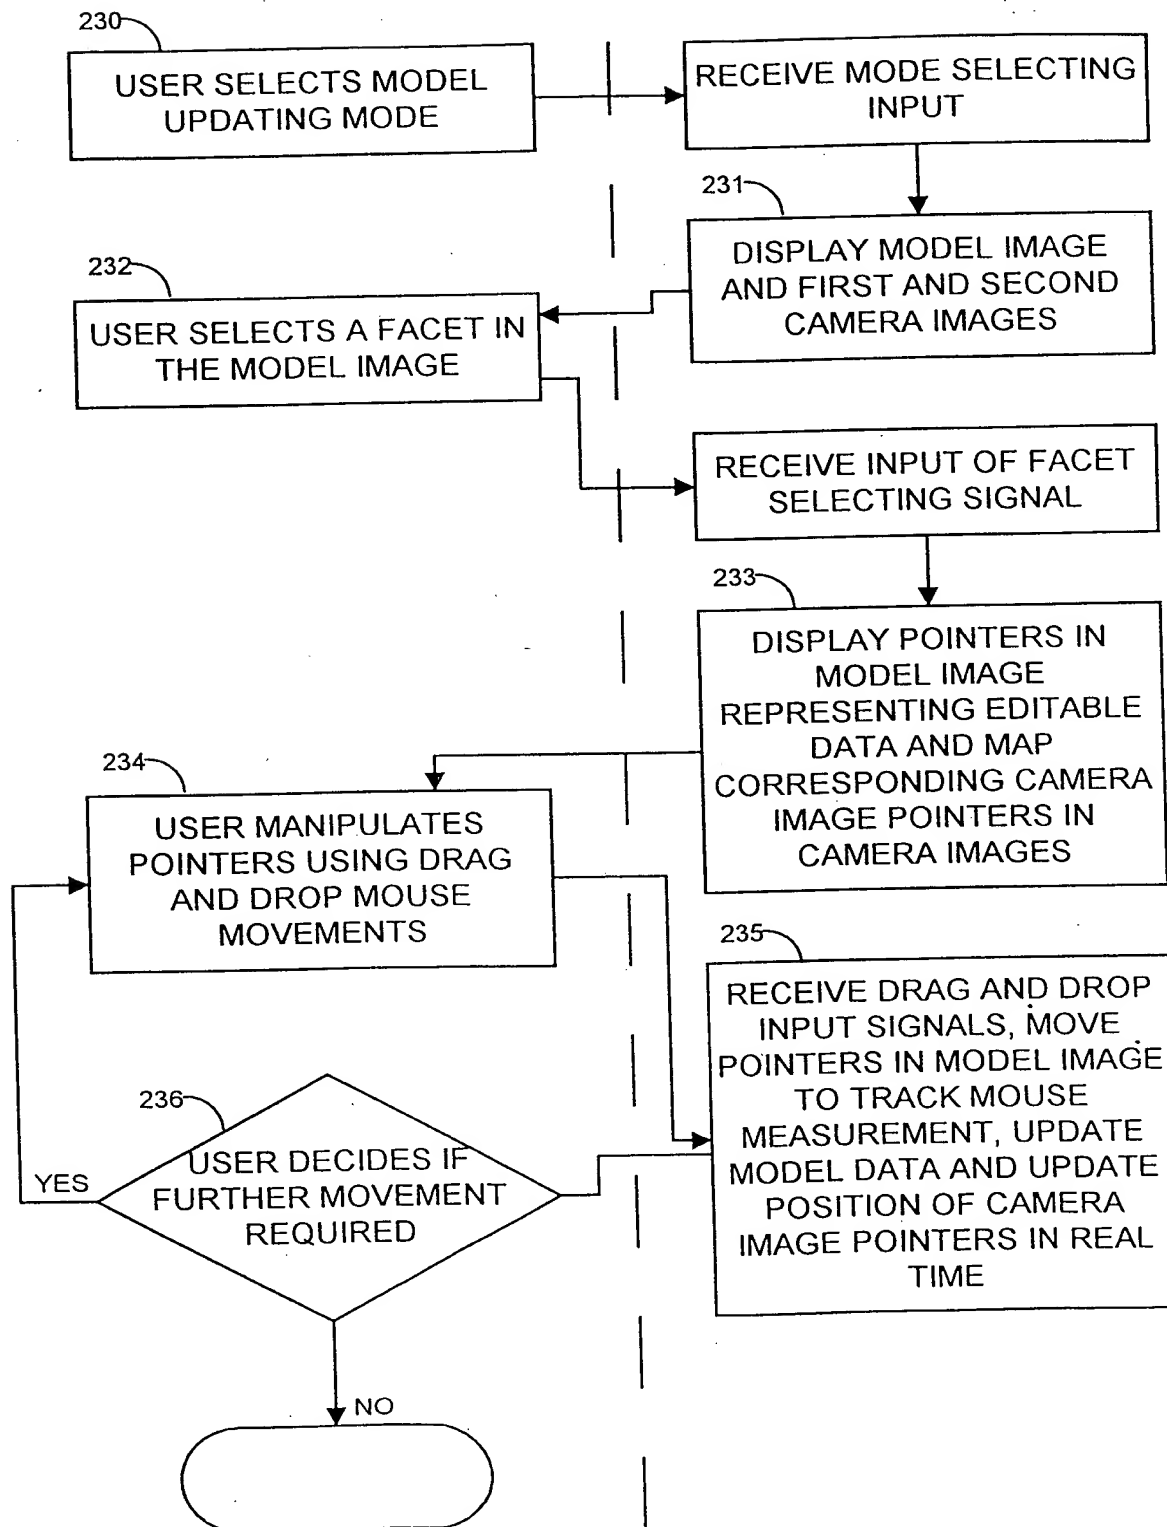 230
USER SELECTS MODEL
UPDATING MODE
RECEIVE MODE SELECTING
INPUT
231
DISPLAY MODEL IMAGE
AND FIRST AND SECOND
CAMERA IMAGES
232
USER SELECTS A FACET IN
THE MODEL IMAGE
RECEIVE INPUT OF FACET
SELECTING SIGNAL
233
DISPLAY POINTERS IN
MODEL IMAGE
REPRESENTING EDITABLE
DATA AND MAP
CORRESPONDING CAMERA
IMAGE POINTERS IN
CAMERA IMAGES
234
USER MANIPULATES
POINTERS USING DRAG
AND DROP MOUSE
MOVEMENTS
235
RECEIVE DRAG AND DROP
INPUT SIGNALS, MOVE
POINTERS IN MODEL IMAGE
TO TRACK MOUSE
MEASUREMENT, UPDATE
MODEL DATA AND UPDATE
POSITION OF CAMERA
IMAGE POINTERS IN REAL
TIME
236
USER DECIDES IF
FURTHER MOVEMENT
REQUIRED
YES
NO